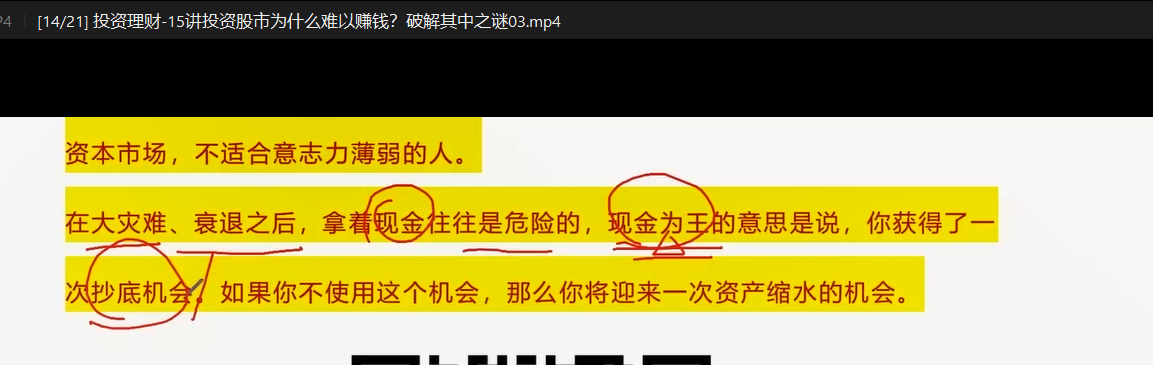 [14/21] 投资理财-15讲投资股市为什么难以赚钱？破解其中之谜03.mp4
资本市场，不适合意志力薄弱的人。
在大灾难、衰退之后，拿着现金往往是危险的，现金为王的意思是说，你获得了一
次抄底机会。如果你不使用这个机会，那么你将迎来一次资产缩水的机会。